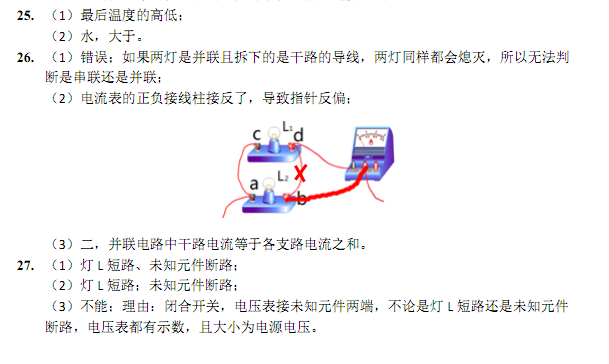 25. （1）最后温度的高低；
（2）水，大于。
26. （1）错误；如果两灯是并联且拆下的是干路的导线，两灯同样都会熄灭，所以无法判
断是串联还是并联；
（2）电流表的正负接线柱接反了，导致指针反偏；
c L₁ d
A
a L₂ X b
（3）二，并联电路中干路电流等于各支路电流之和。
27. （1）灯 L 短路、未知元件断路；
（2）灯 L 短路；未知元件断路；
（3）不能；理由：闭合开关，电压表接未知元件两端，不论是灯 L 短路还是未知元件
断路，电压表都有示数，且大小为电源电压。